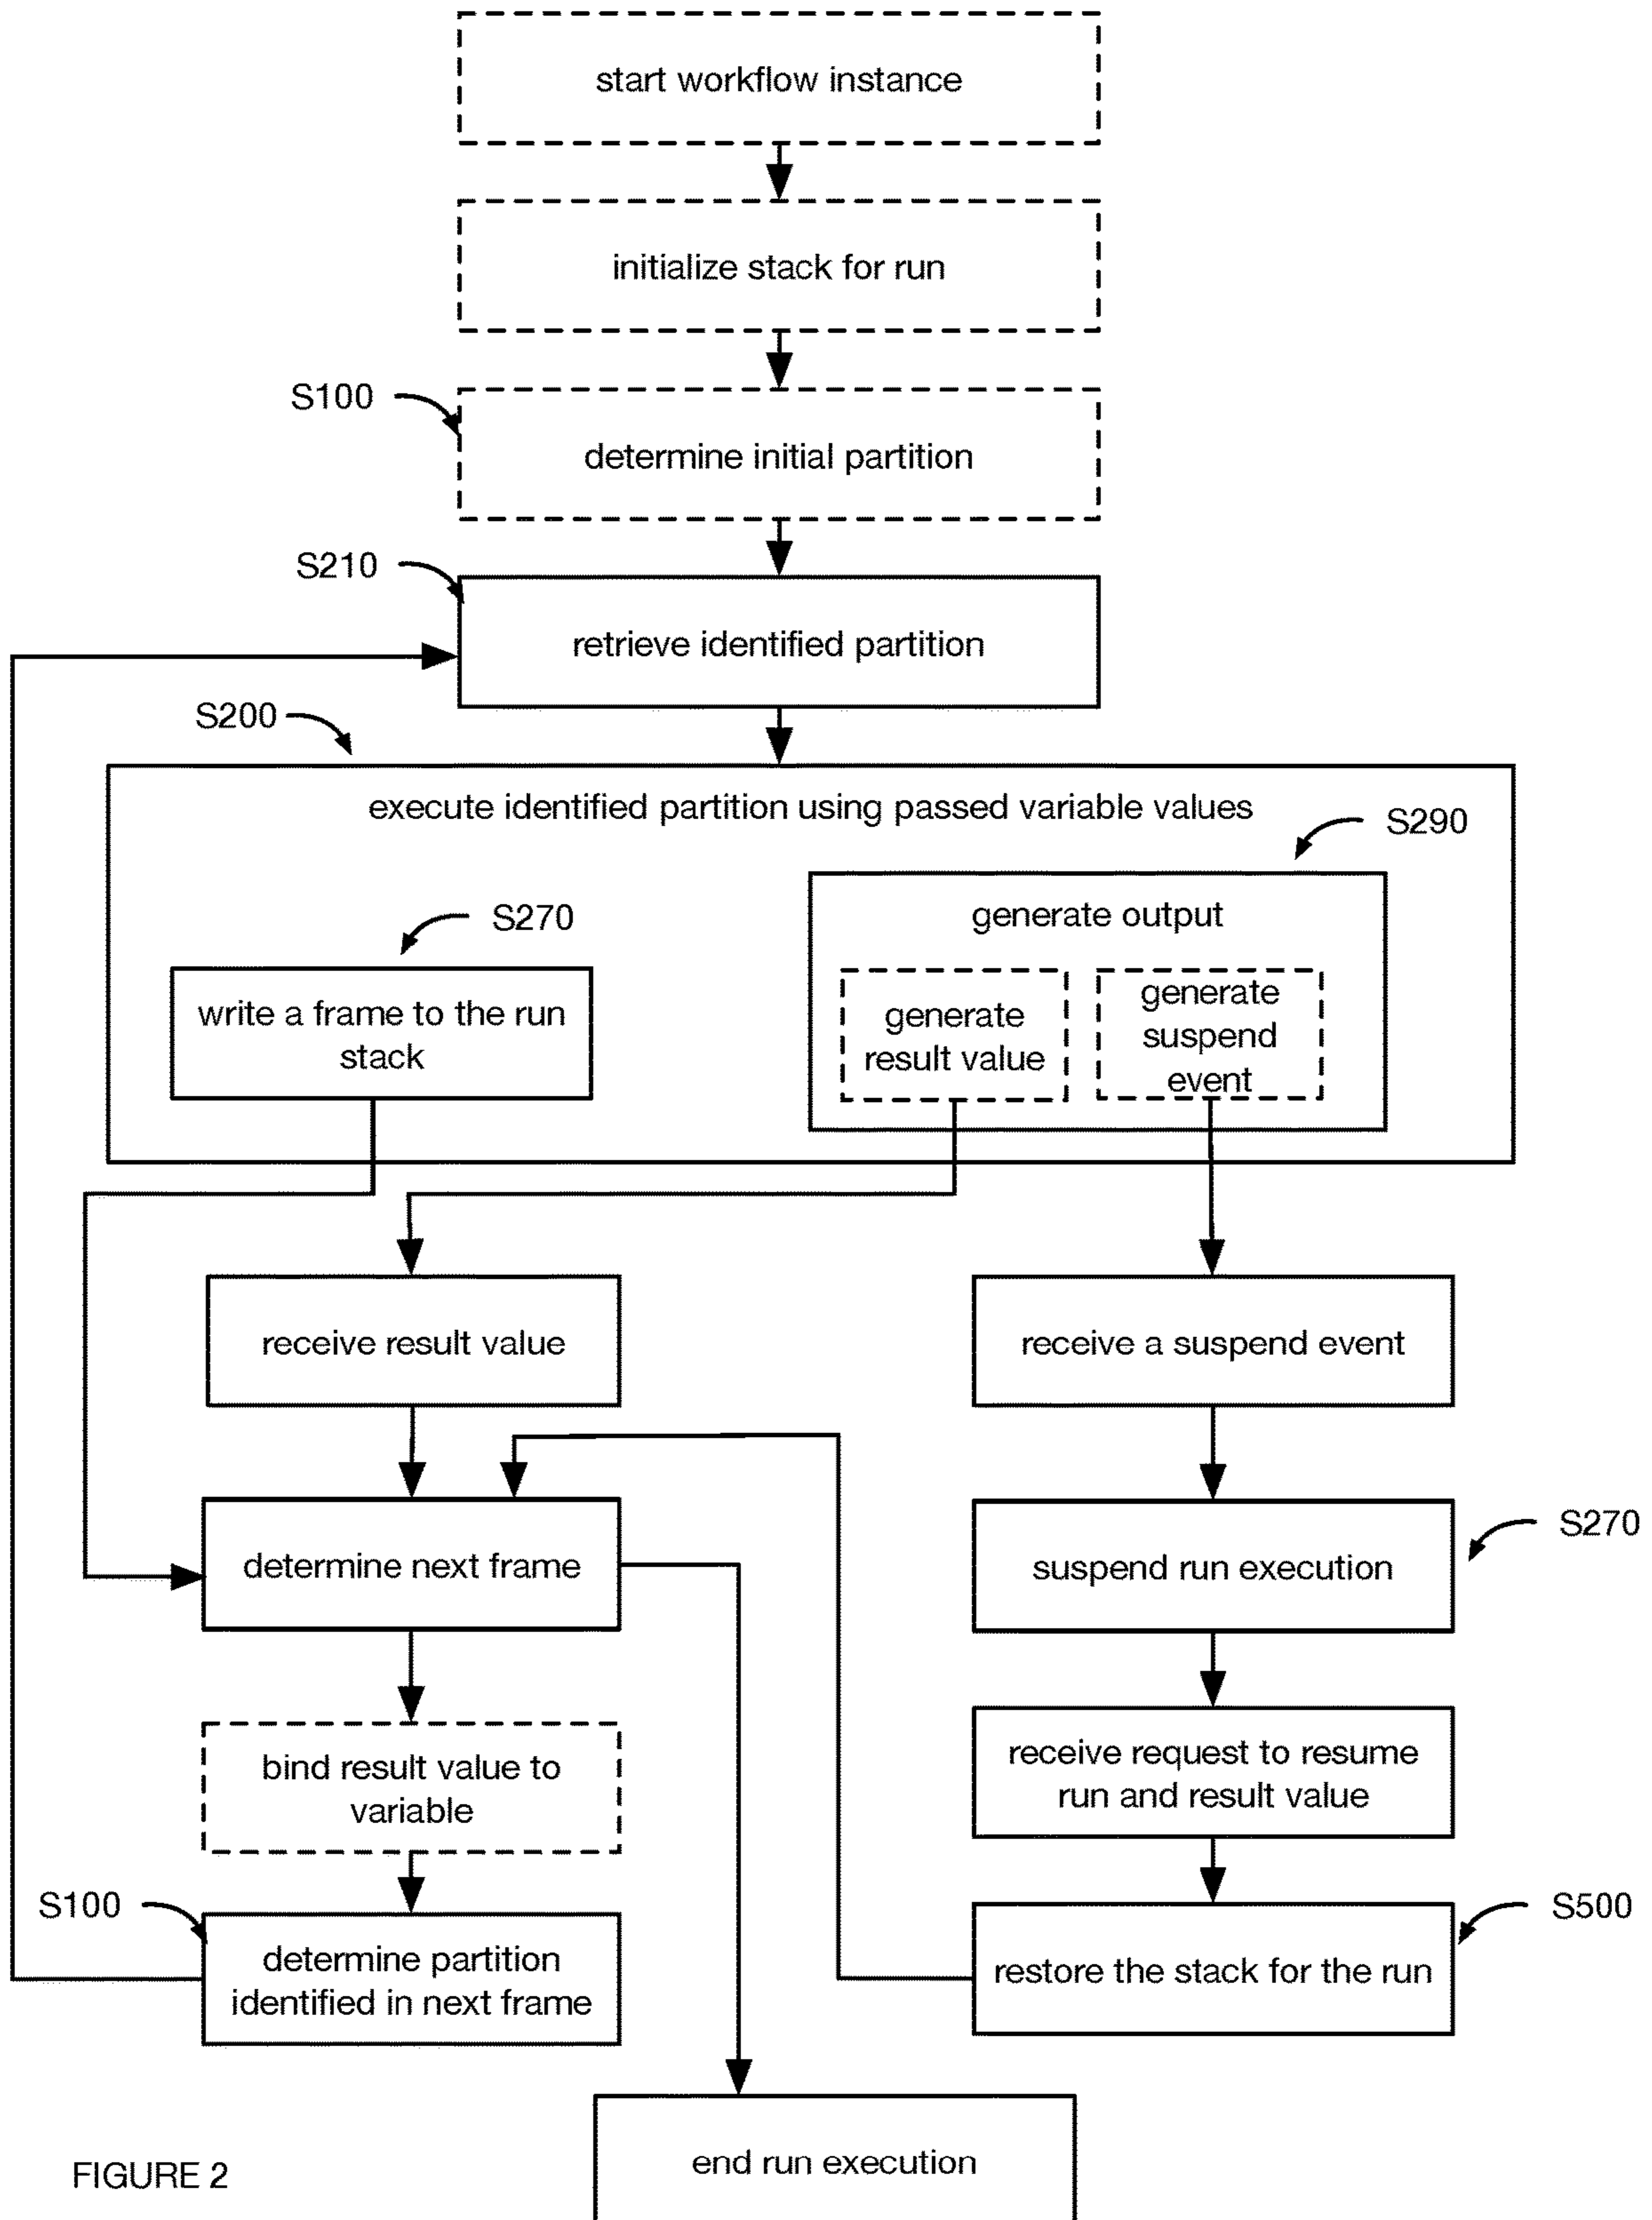 start workflow instance
initialize stack for run
S100
determine initial partition
S210
retrieve identified partition
S200
execute identified partition using passed variable values
S290
generate output
S270
write a frame to the run
stack
generate
result value
generate
suspend
event
receive result value
receive a suspend event
determine next frame
suspend run execution
S270
bind result value to
variable
receive request to resume
run and result value
S100
determine partition
identified in next frame
restore the stack for the run
S500
end run execution
FIGURE 2